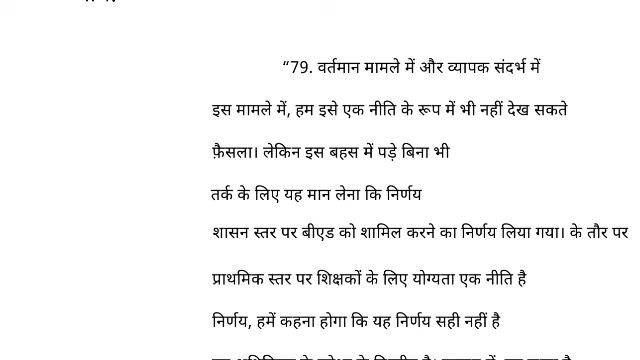 “79. वर्तमान मामले में और व्यापक संदर्भ में
इस मामले में, हम इसे एक नीति के रूप में भी नहीं देख सकते
फ़ैसला। लेकिन इस बहस में पड़े बिना भी
तर्क के लिए यह मान लेना कि निर्णय
शासन स्तर पर बीएड को शामिल करने का निर्णय लिया गया। के तौर पर
प्राथमिक स्तर पर शिक्षकों के लिए योग्यता एक नीति है
निर्णय, हमें कहना होगा कि यह निर्णय सही नहीं है